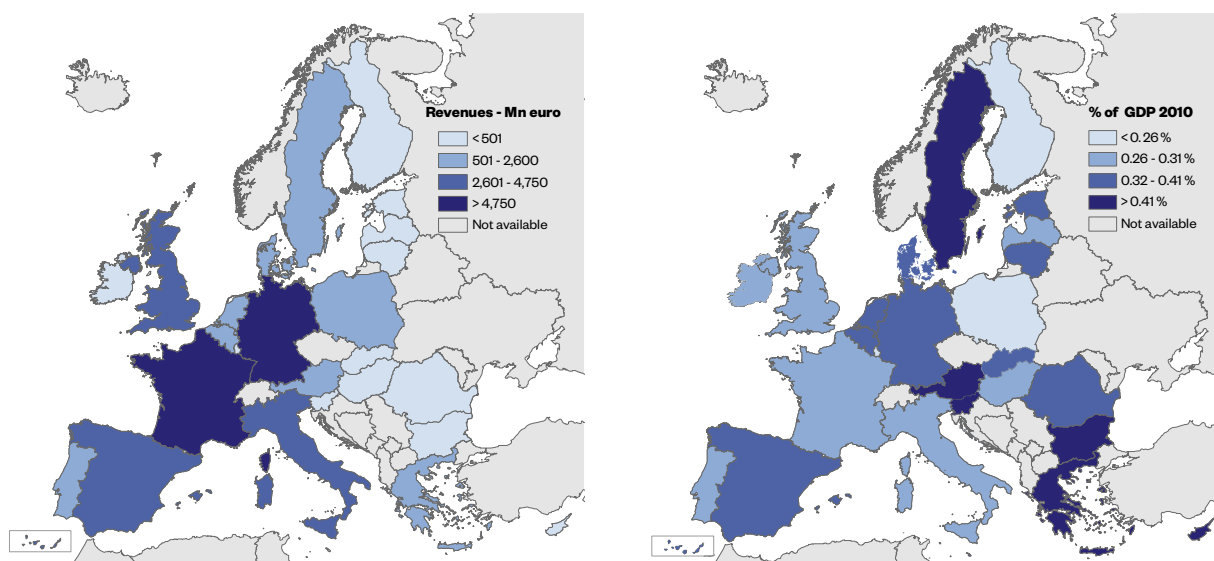 Revenues - Mn euro
< 501
501 - 2,600
2,601 - 4,750
> 4,750
Not available
% of GDP 2010
< 0.26 %
0.26 - 0.31 %
0.32 - 0.41 %
> 0.41 %
Not available